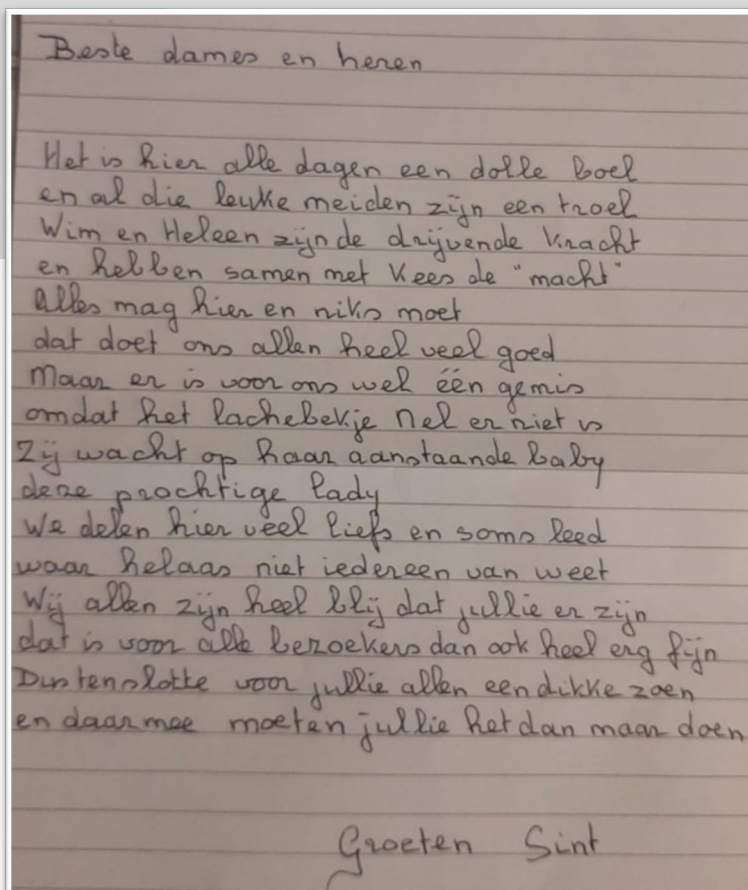 Beste dames en heren
Het is hier alle dagen een dolle boel
en al die leuke meiden zijn een troel
Wim en Heleen zijn de drijvende kracht
en hebben samen met Kees de "macht"
alles mag hier en niks moet
dat doet ons allen heel veel goed
Maar er is voor ons wel één gemis
omdat het lachebekje Nel er niet is
Zij wacht op haar aanstaande baby
deze prachtige lady
We delen hier veel liefs en soms leed
waar helaas niet iedereen van weet
Wij allen zijn heel blij dat jullie er zijn
dat is voor alle bezoekers dan ook heel erg fijn
Dus tenslotte voor jullie allen een dikke zoen
en daarmee moeten jullie het dan maar doen
Groeten Sint